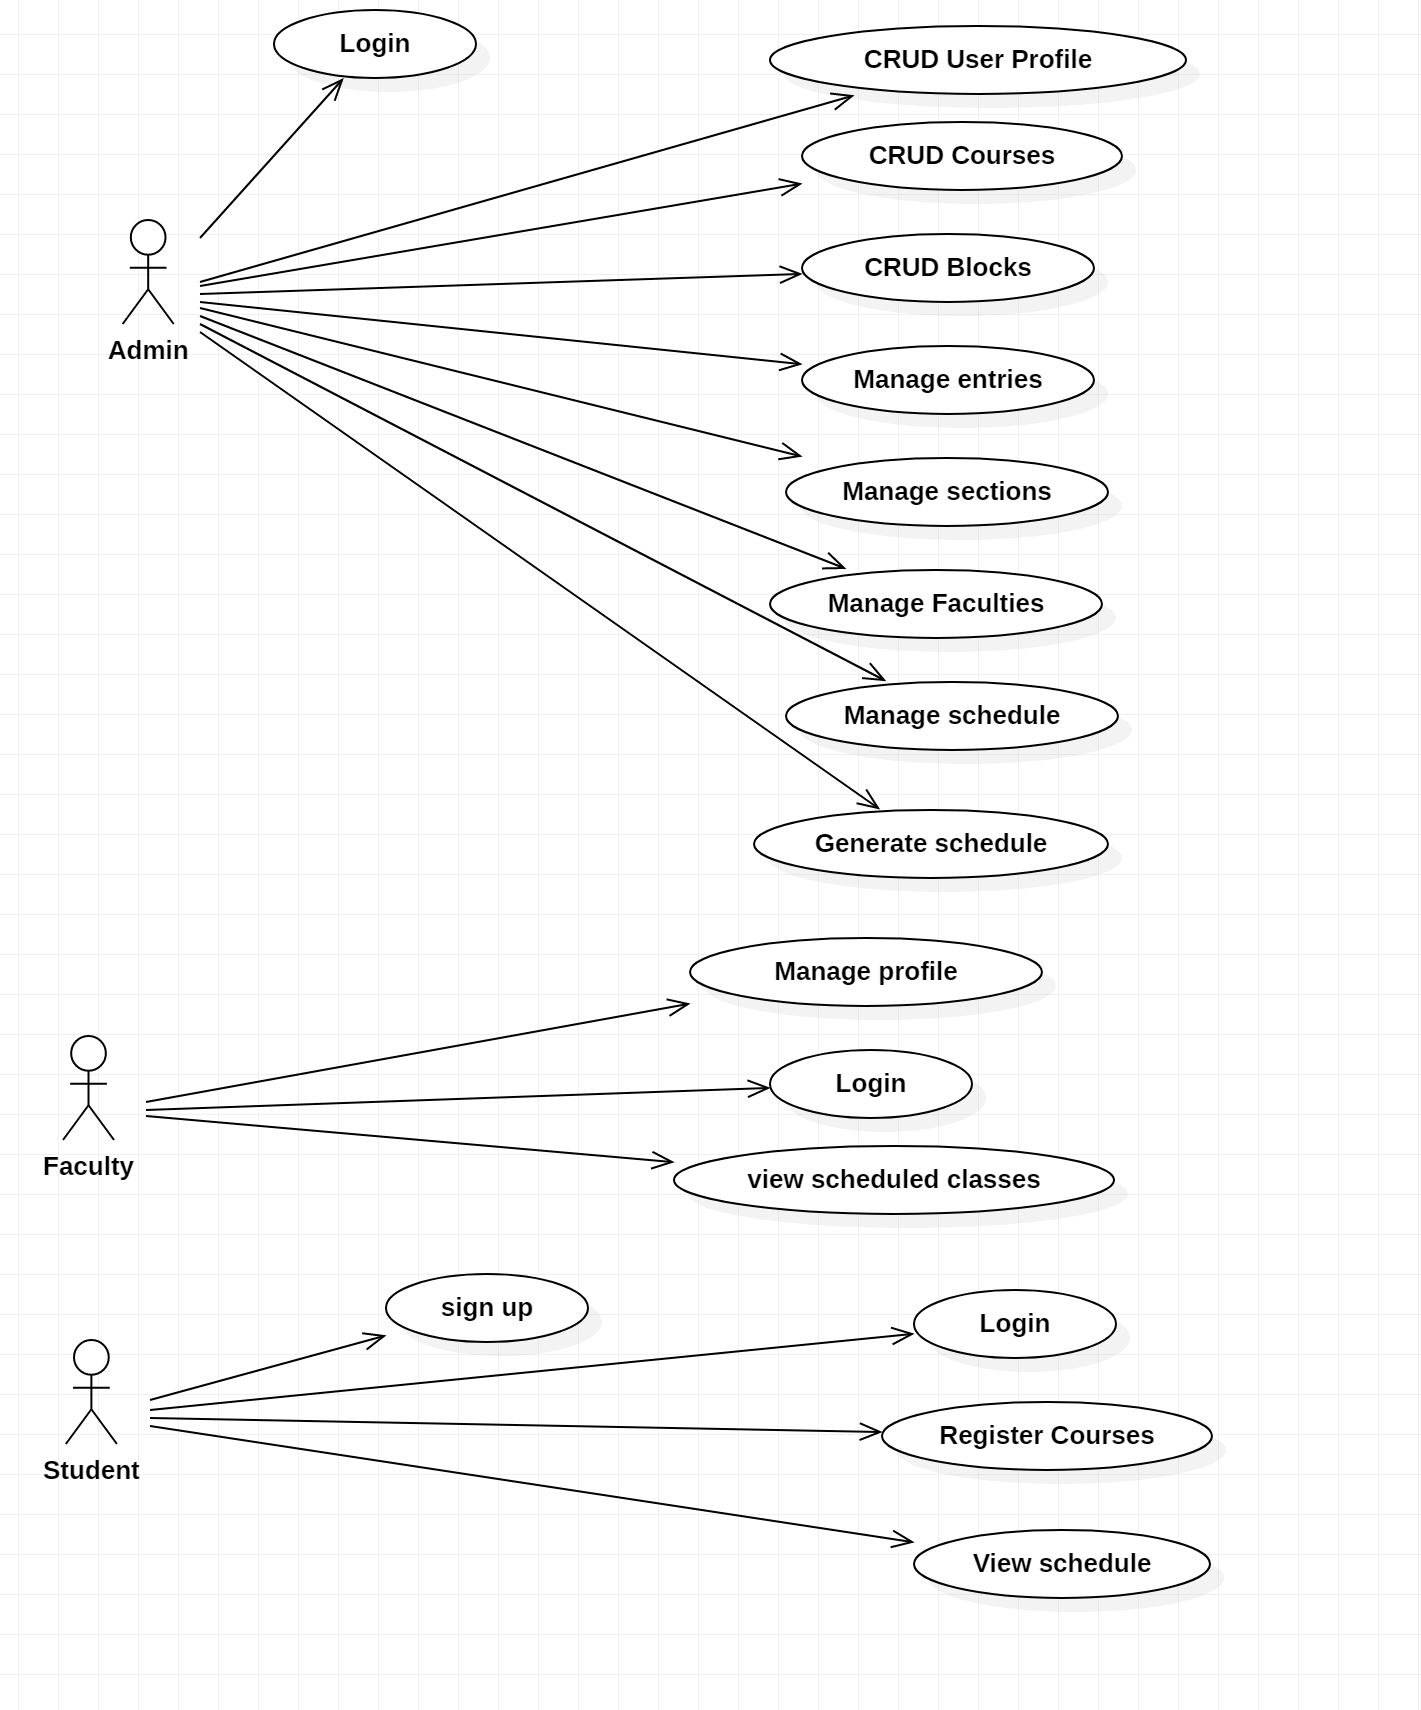 Login
CRUD User Profile
CRUD Courses
CRUD Blocks
Admin
Manage entries
Manage sections
Manage Faculties
Manage schedule
Generate schedule
Manage profile
Login
Faculty
view scheduled classes
sign up
Login
Register Courses
Student
View schedule